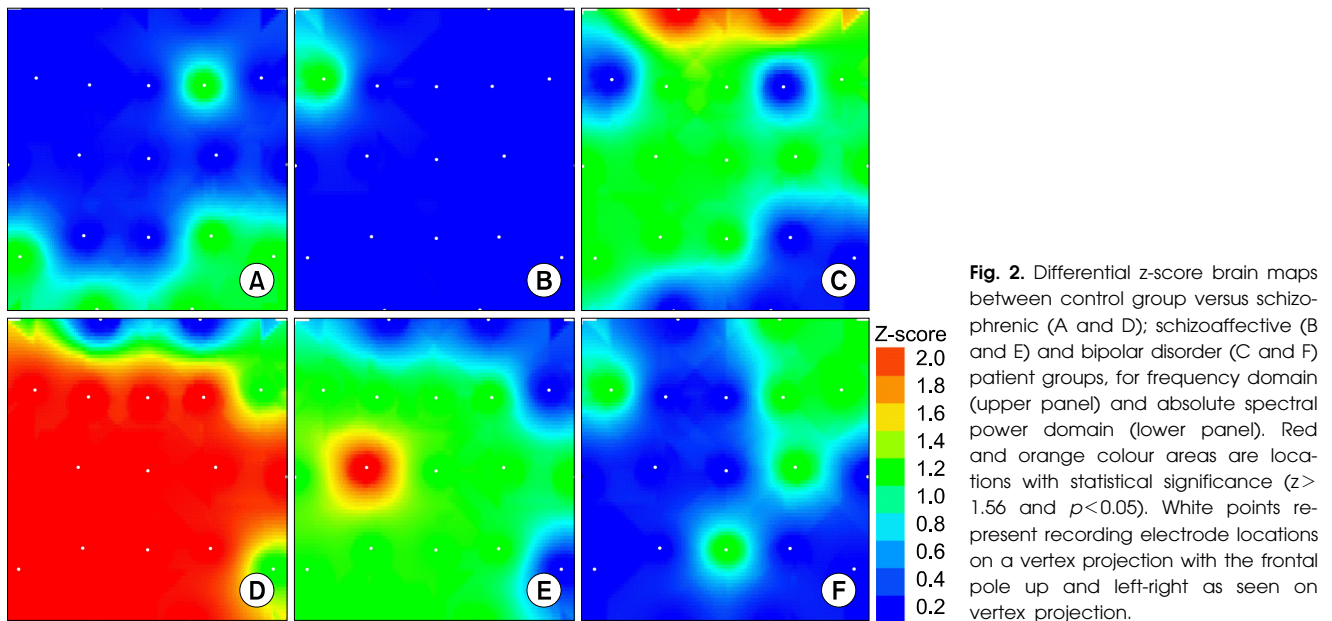 A
B
C
D
E
F
Z-score
2.0
1.8
1.6
1.4
1.2
1.0
0.8
0.6
0.4
0.2
Fig. 2. Differential z-score brain maps
between control group versus schizo-
phrenic (A and D); schizoaffective (B
and E) and bipolar disorder (C and F)
patient groups, for frequency domain
(upper panel) and absolute spectral
power domain (lower panel). Red
and orange colour areas are loca-
tions with statistical significance (z>
1.56 and p<0.05). White points re-
present recording electrode locations
on a vertex projection with the frontal
pole up and left-right as seen on
vertex projection.